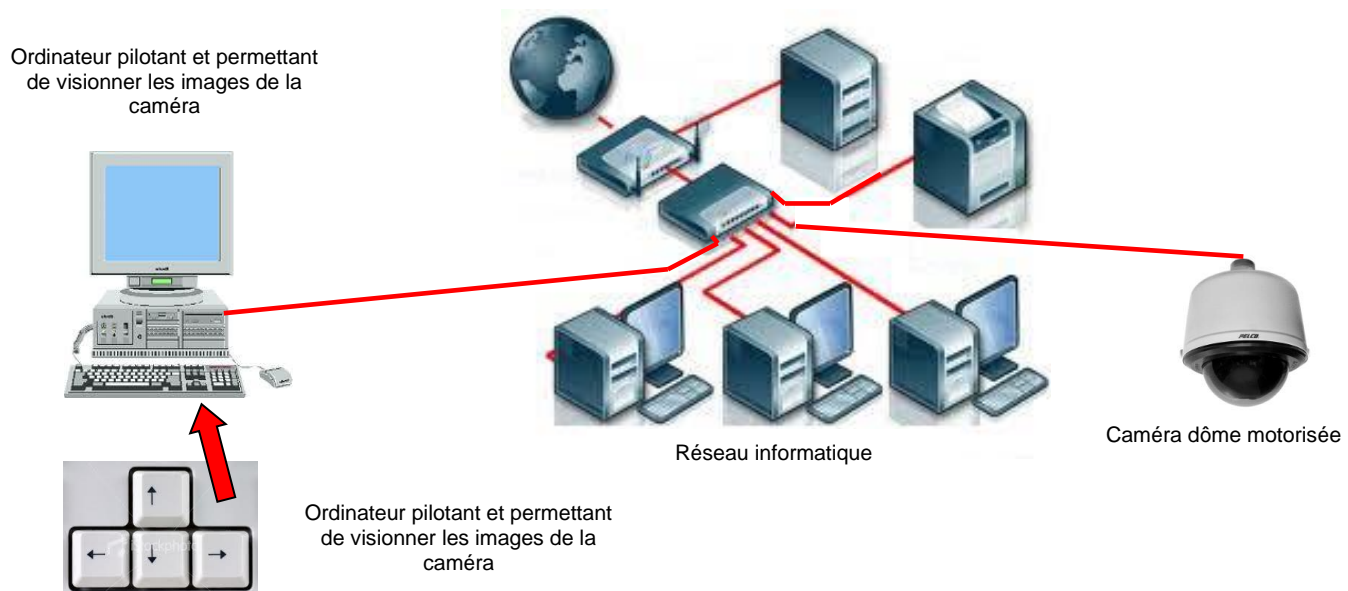 Ordinateur pilotant et permettant
de visionner les images de la
caméra
Réseau informatique
PELCO
Caméra dôme motorisée
Ordinateur pilotant et permettant
de visionner les images de la
caméra